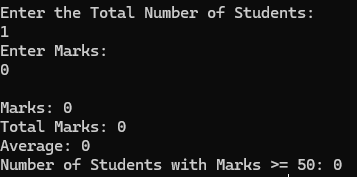 Enter the Total Number of Students:
1
Enter Marks:
0

Marks: 0
Total Marks: 0
Average: 0
Number of Students with Marks >= 50: 0